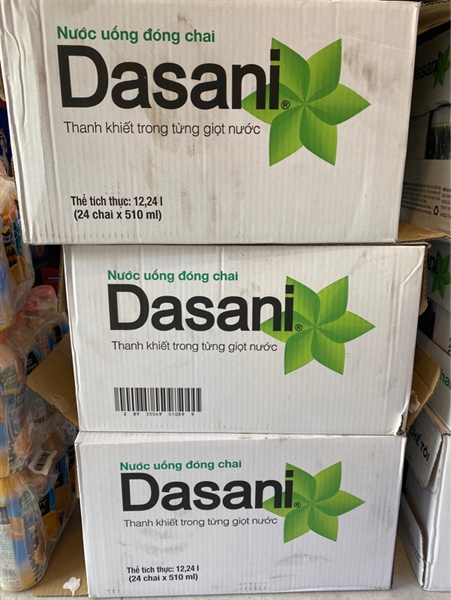 Nước uống đóng chai
Dasani®
Thanh khiết trong từng giọt nước
Thể tích thực: 12,24 l
(24 chai x 510 ml)
Nước uống đóng chai
Dasani®
Thanh khiết trong từng giọt nước
Nước uống đóng chai
Dasani®
Thanh khiết trong từng giọt nước
Thể tích thực: 12,24 l
(24 chai x 510 ml)